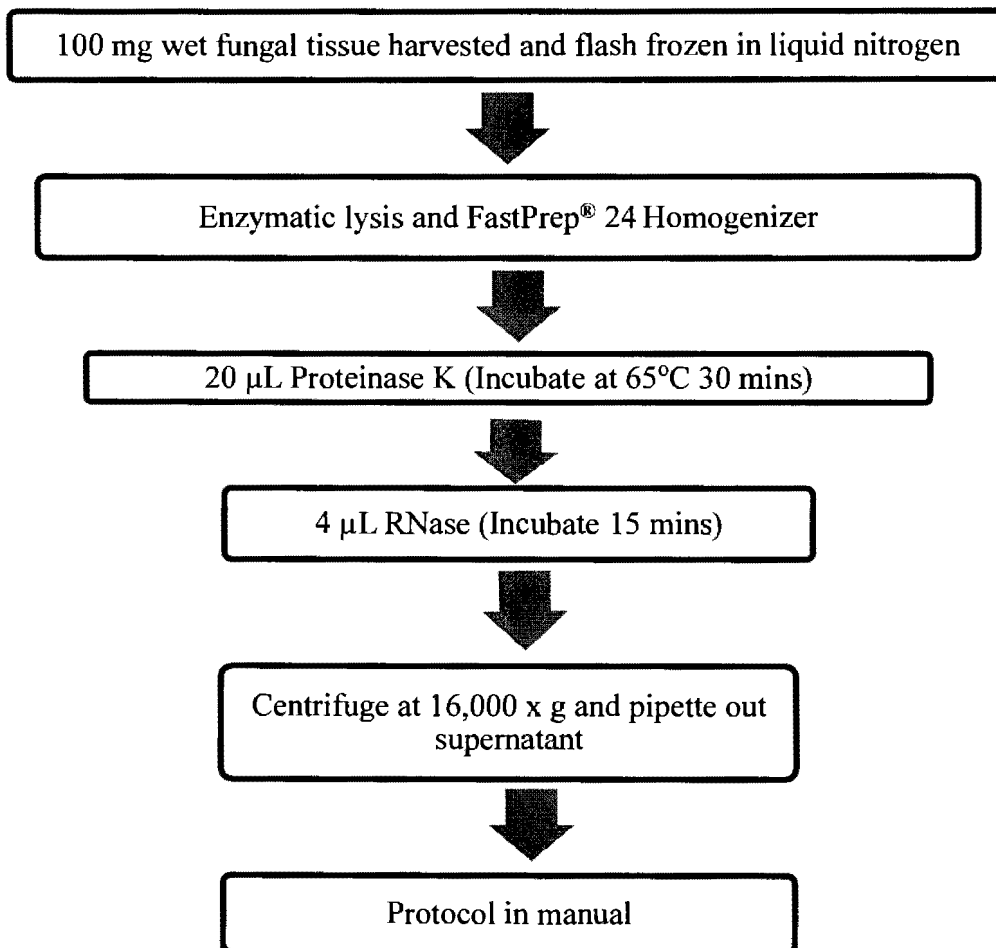 100 mg wet fungal tissue harvested and flash frozen in liquid nitrogen
Enzymatic lysis and FastPrep® 24 Homogenizer
20 µL Proteinase K (Incubate at 65°C 30 mins)
4 µL RNase (Incubate 15 mins)
Centrifuge at 16,000 x g and pipette out
supernatant
Protocol in manual